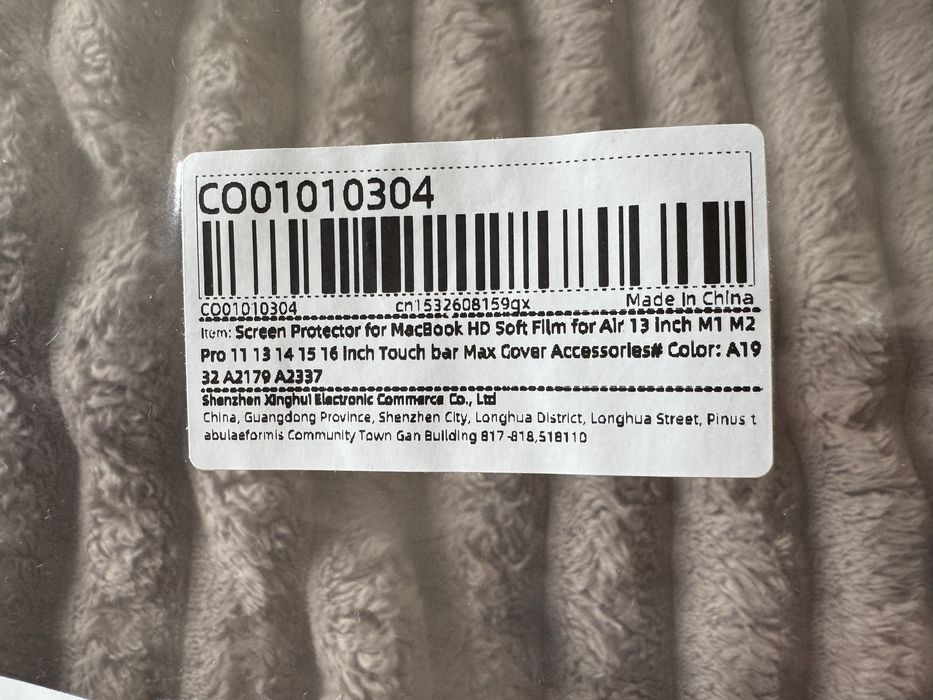 CO01010304
CO01010304 cn1532608159gx Made In China
Item: Screen Protector for MacBook HD Soft Film for Air 13 inch M1 M2
Pro 11 13 14 15 16 inch Touch bar Max Cover Accessories# Color: A19
32 A2179 A2337
Shenzhen Xinghui Electronic Commerce Co., Ltd
China, Guangdong Province, Shenzhen City, Longhua District, Longhua Street, Pinus t
abulaeformis Community Town Gan Building 817-818,518110